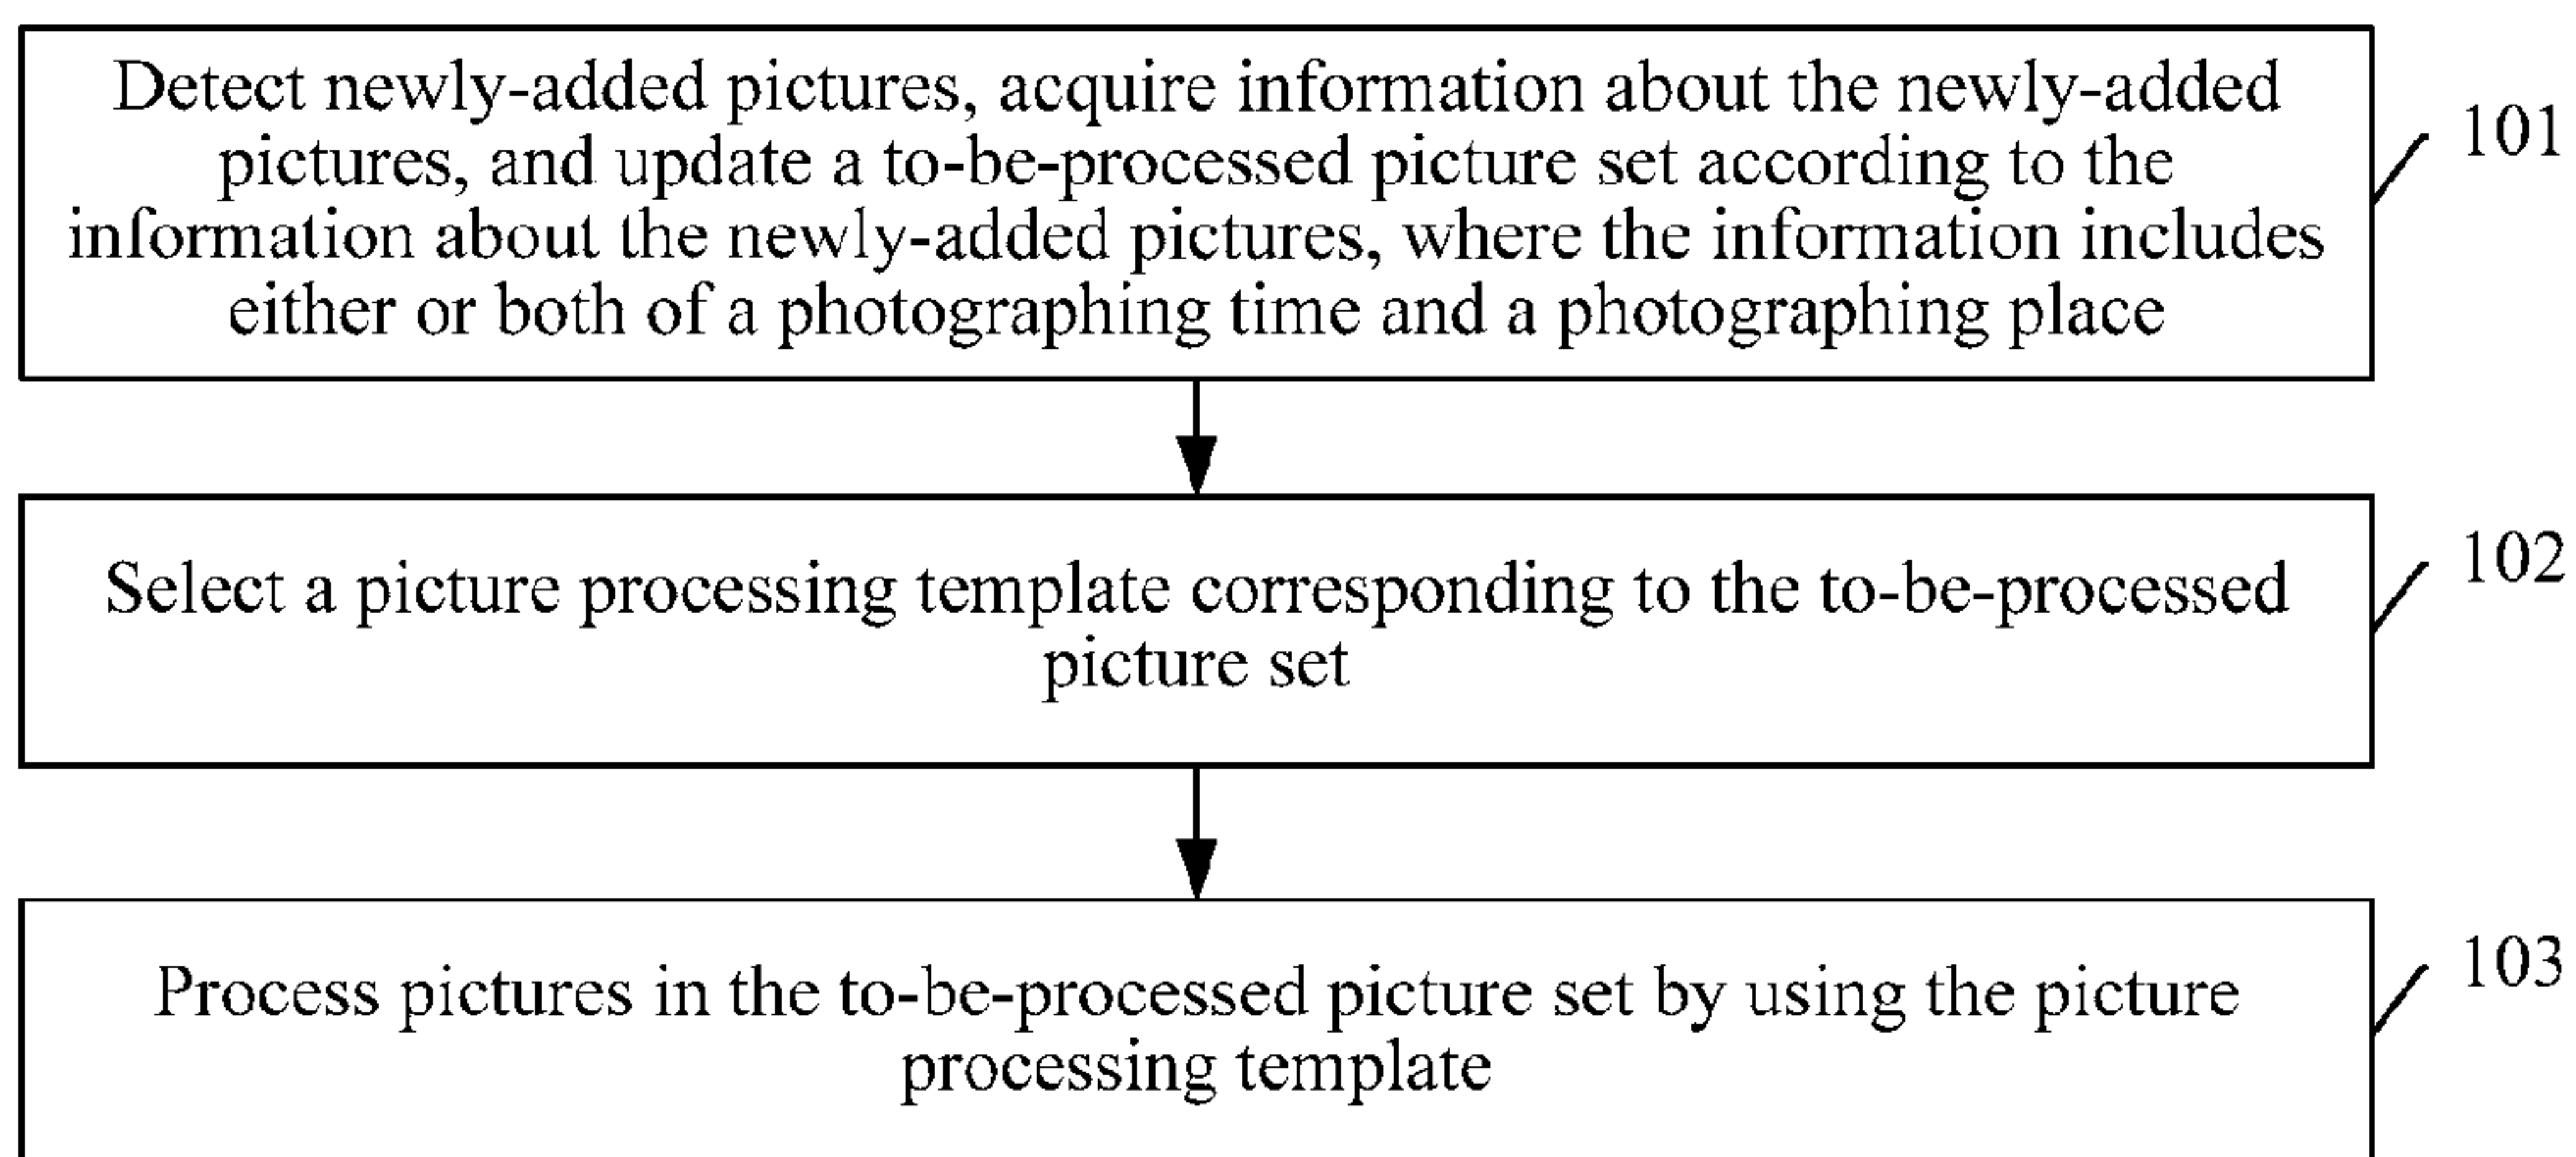 Detect newly-added pictures, acquire information about the newly-added
pictures, and update a to-be-processed picture set according to the
information about the newly-added pictures, where the information includes
either or both of a photographing time and a photographing place
101
Select a picture processing template corresponding to the to-be-processed
picture set
102
Process pictures in the to-be-processed picture set by using the picture
processing template
103